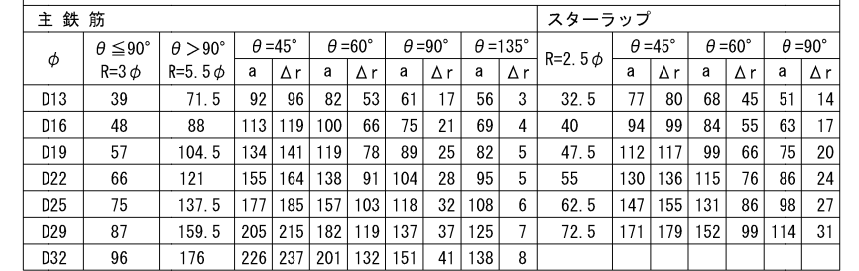 主 鉄 筋 スターラップ
φ θ≦90° R=3φ θ>90° R=5.5φ θ=45° θ=60° θ=90° θ=135° R=2.5φ θ=45° θ=60° θ=90°
a Δr a Δr a Δr a Δr a Δr a Δr a Δr
D13 39 71.5 92 96 82 53 61 17 56 3 32.5 77 80 68 45 51 14
D16 48 88 113 119 100 66 75 21 69 4 40 94 99 84 55 63 17
D19 57 104.5 134 141 119 78 89 25 82 5 47.5 112 117 99 66 75 20
D22 66 121 155 164 138 91 104 28 95 5 55 130 136 115 76 86 24
D25 75 137.5 177 185 157 103 118 32 108 6 62.5 147 155 131 86 98 27
D29 87 159.5 205 215 182 119 137 37 125 7 72.5 171 179 152 99 114 31
D32 96 176 226 237 201 132 151 41 138 8